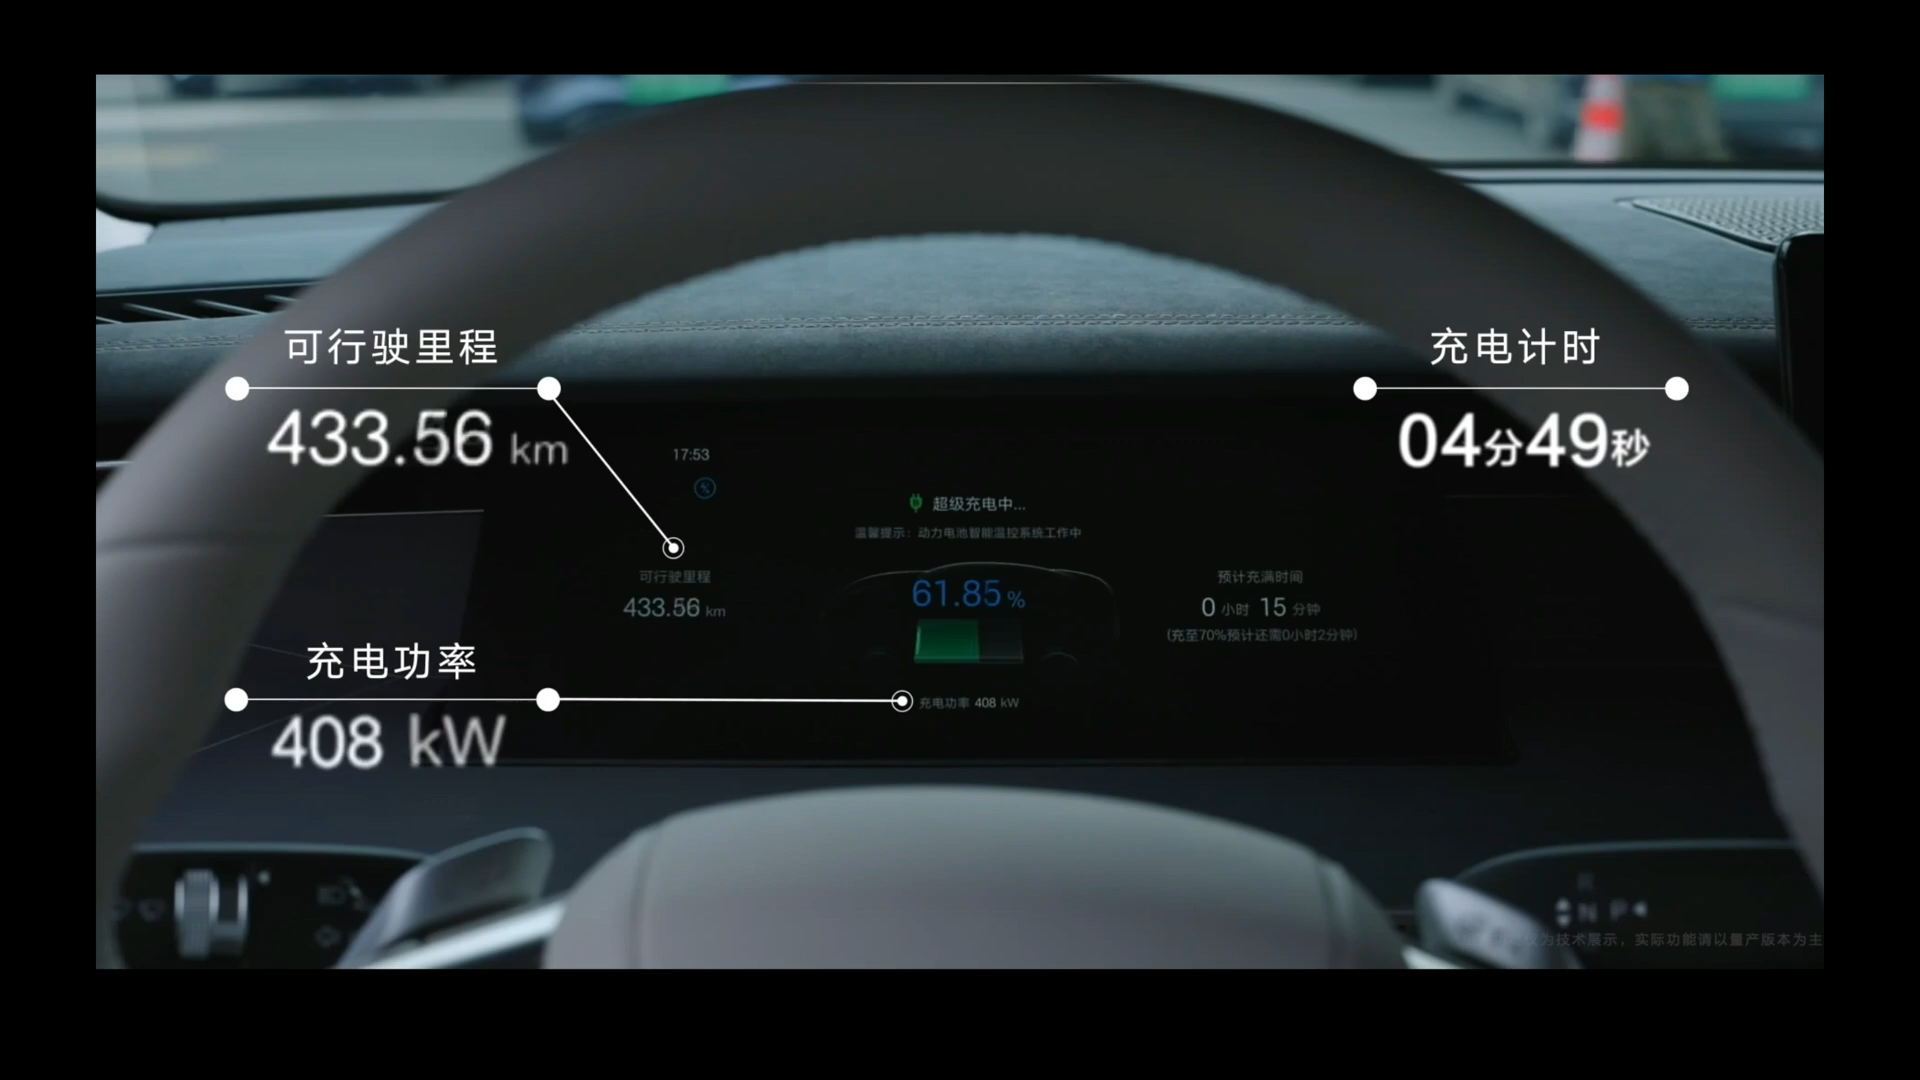 可行驶里程
433.56 km
充电计时
04分49秒
17:53
超级充电中...
温馨提示：动力电池智能温控系统工作中
可行驶里程
433.56 km
61.85 %
预计充满时间
0 小时 15 分钟
(充至70%预计还需0小时2分钟)
充电功率
408 kW
充电功率 408 kW
R
N P
为技术展示，实际功能请以量产版本为主